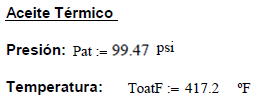 Aceite Térmico
Presión: Pat := 99.47 psi
Temperatura: ToatF := 417.2 ºF